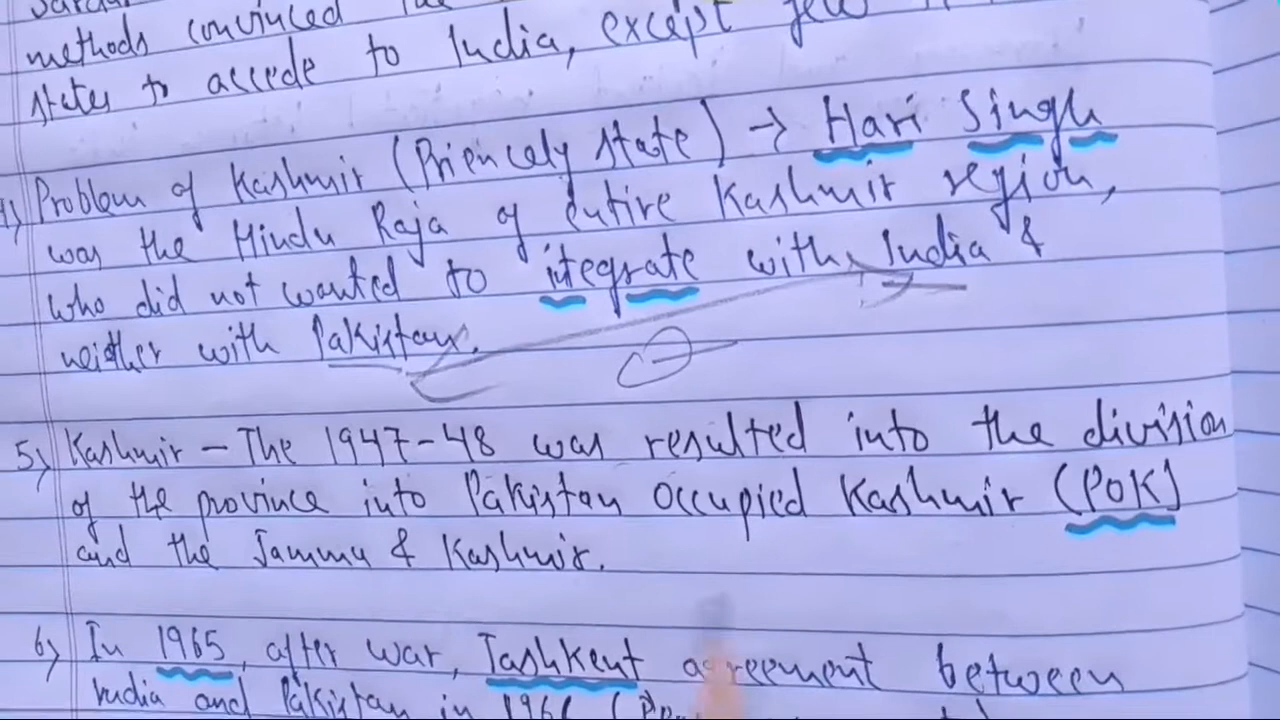 methods convinced
states to accede to India, except few
4) Problem of Kashmir (Priencely state) → Hari Singh
was the Hindu Raja of entire Kashmir region,
who did not wanted to integrate with India &
neither with Pakistan.
5) Kashmir – The 1947-48 was resulted into the division
of the province into Pakistan Occupied Kashmir (POK)
and the Jammu & Kashmir.
6) In 1965, after war, Tashkent agreement between
India and Pakistan in 1966